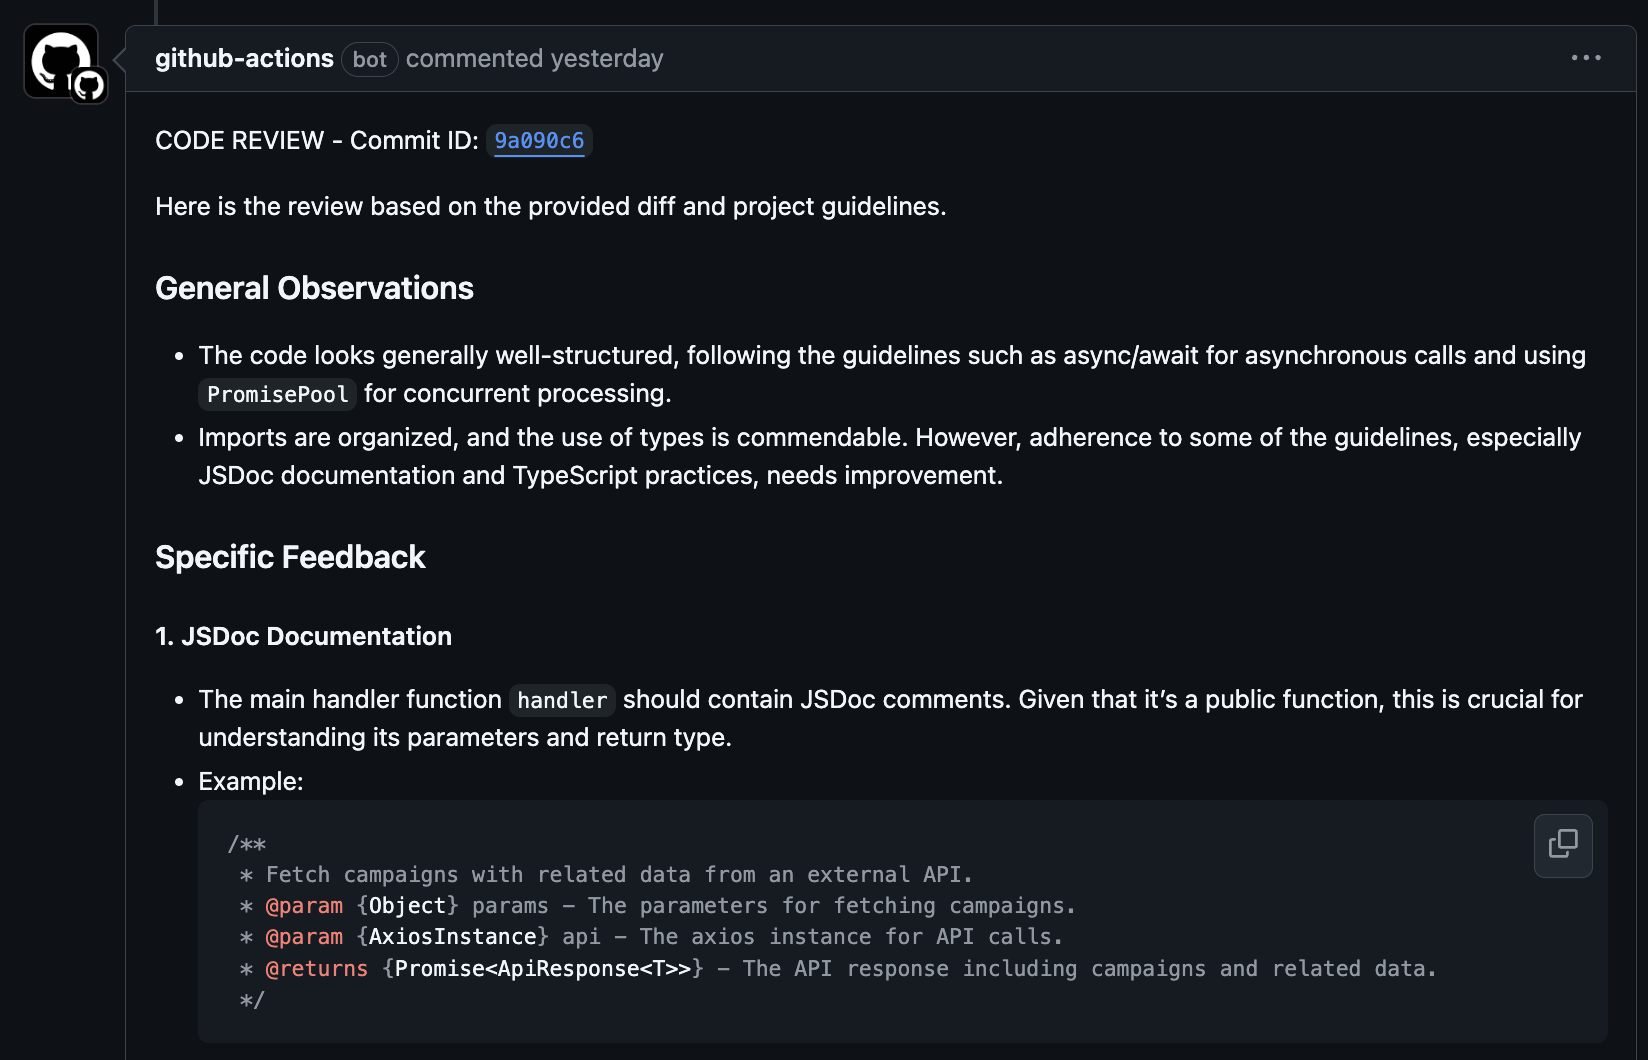 github-actions bot commented yesterday
CODE REVIEW - Commit ID: 9a090c6
Here is the review based on the provided diff and project guidelines.
General Observations
• The code looks generally well-structured, following the guidelines such as async/await for asynchronous calls and using
PromisePool for concurrent processing.
• Imports are organized, and the use of types is commendable. However, adherence to some of the guidelines, especially
JSDoc documentation and TypeScript practices, needs improvement.
Specific Feedback
1. JSDoc Documentation
• The main handler function handler should contain JSDoc comments. Given that it’s a public function, this is crucial for
understanding its parameters and return type.
• Example:
/**
 * Fetch campaigns with related data from an external API.
 * @param {Object} params – The parameters for fetching campaigns.
 * @param {AxiosInstance} api – The axios instance for API calls.
 * @returns {Promise<ApiResponse<T>>} – The API response including campaigns and related data.
 */